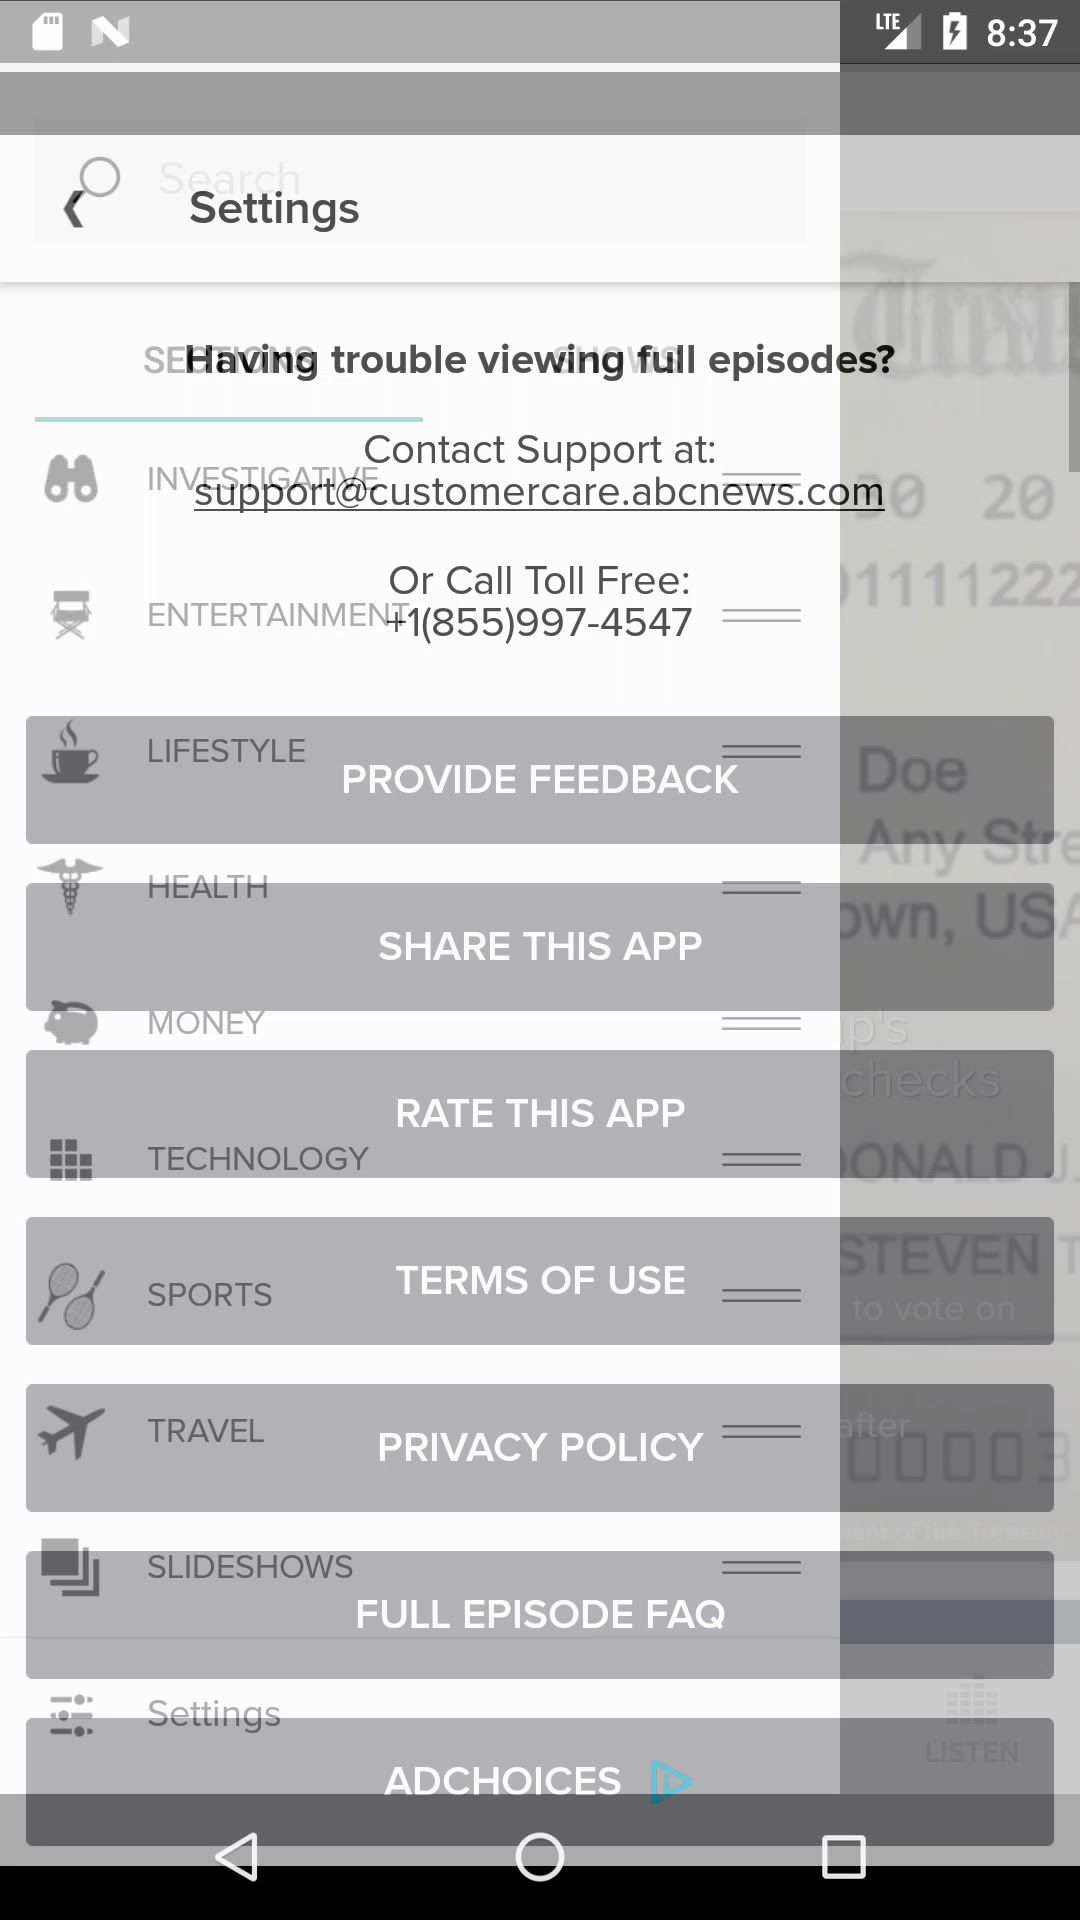 LTE 8:37
Search
Settings
SECTIONS
SHOWS
Having trouble viewing full episodes?
Contact Support at:
INVESTIGATIVE
support@customercare.abcnews.com
30 20
Or Call Toll Free:
01111222
ENTERTAINMENT
+1(855)997-4547
LIFESTYLE
PROVIDE FEEDBACK
Doe
Any Stre
HEALTH
own, USA
SHARE THIS APP
MONEY
checks
RATE THIS APP
TECHNOLOGY
DONALD J.
STEVEN T
TERMS OF USE
SPORTS
to vote on
TRAVEL
after
PRIVACY POLICY
00003
SLIDESHOWS
FULL EPISODE FAQ
Settings
LISTEN
ADCHOICES